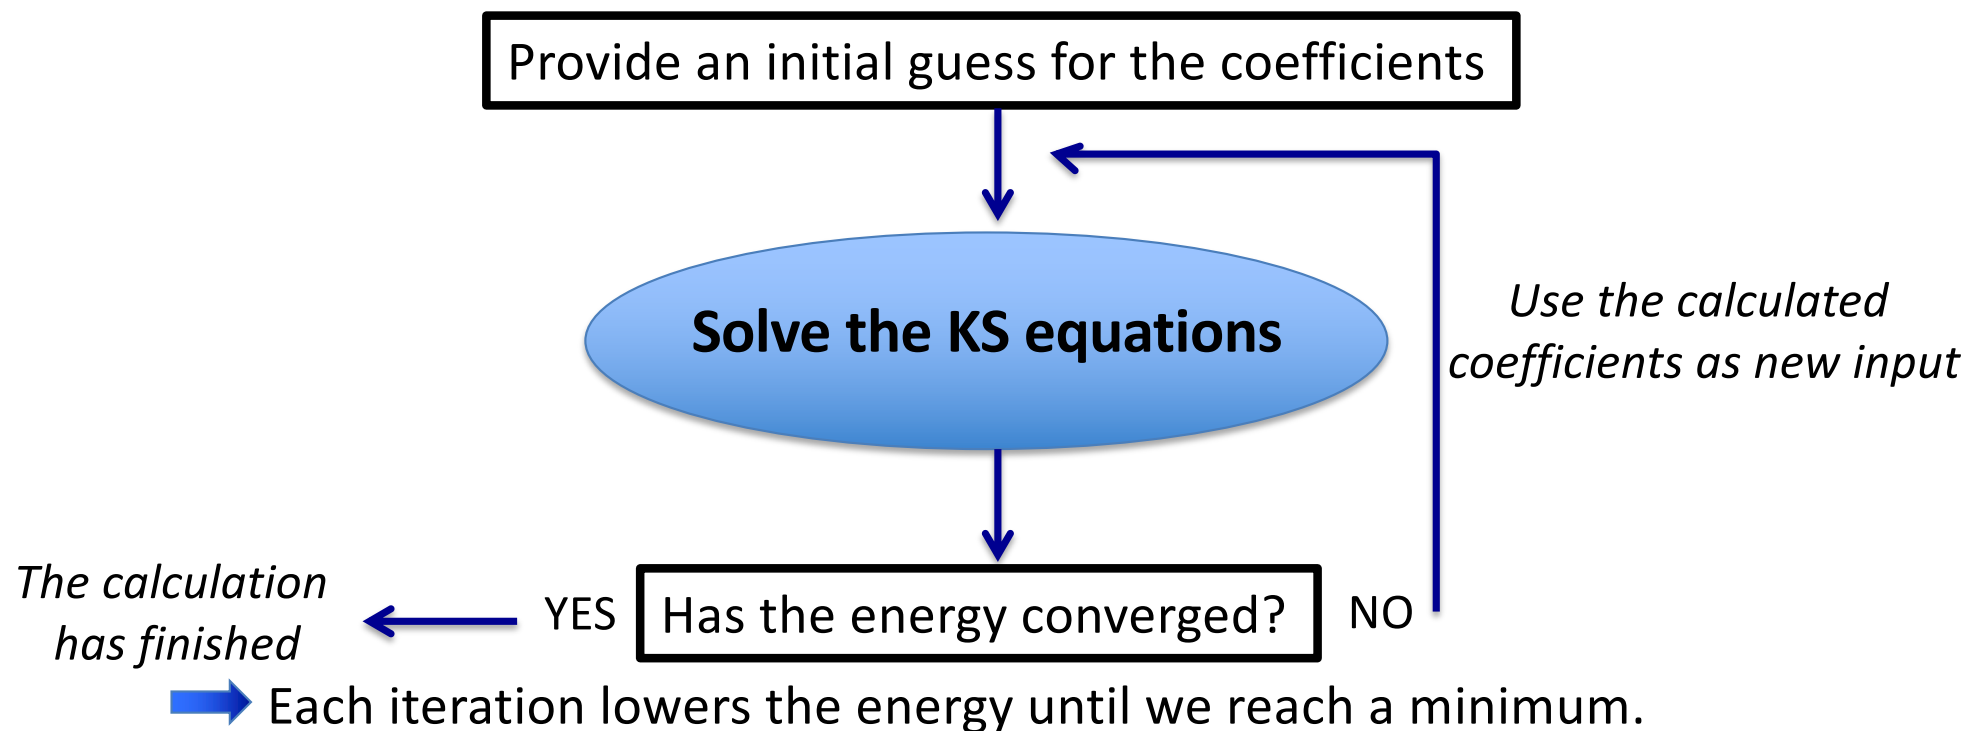 Provide an initial guess for the coefficients
Solve the KS equations
Use the calculated
coefficients as new input
The calculation
has finished
YES
Has the energy converged?
NO
Each iteration lowers the energy until we reach a minimum.